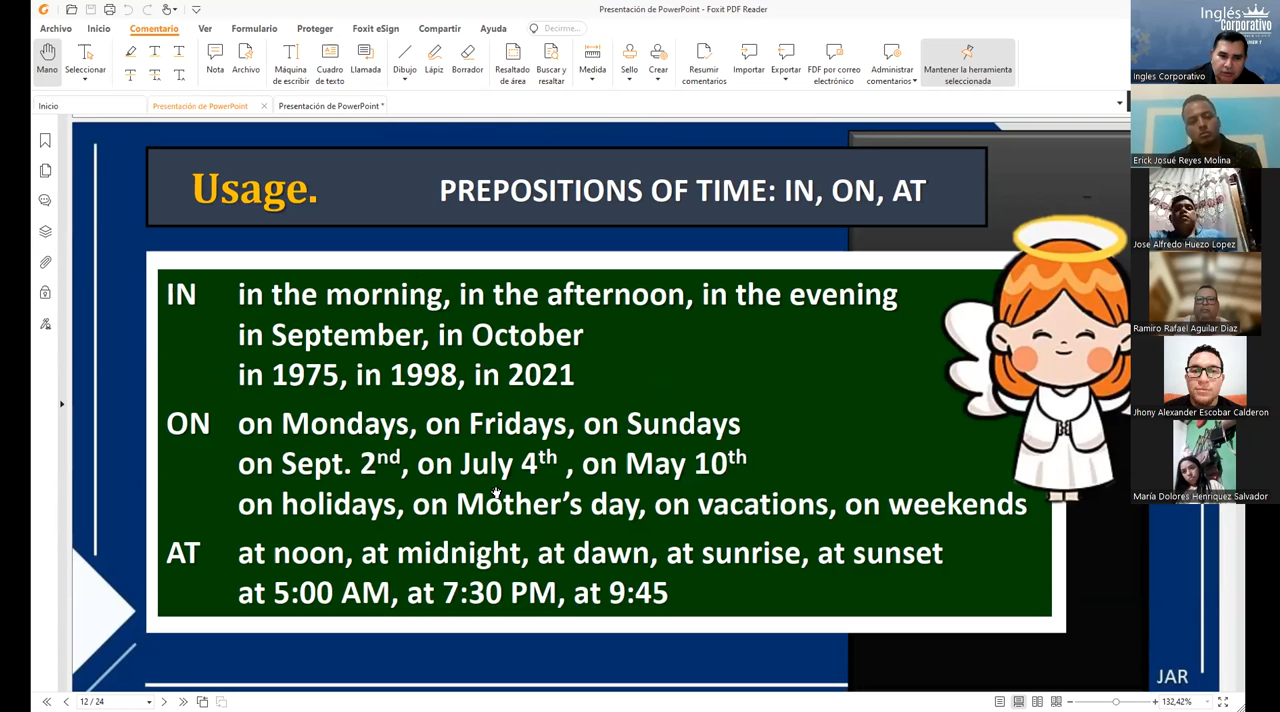 Presentación de PowerPoint - Foxit PDF Reader
Archivo Inicio Comentario Ver Formulario Proteger Foxit eSign Compartir Ayuda Decirme...
Mano
Seleccionar
Nota
Archivo
Máquina de escribir
Cuadro de texto
Llamada
Dibujo
Lápiz
Borrador
Resaltado de área
Buscar y resaltar
Medida
Sello
Crear
Resumir comentarios
Importar
Exportar
FDF por correo electrónico
Administrar comentarios
Mantener la herramienta seleccionada
Inicio Presentación de PowerPoint Presentación de PowerPoint *
Usage. PREPOSITIONS OF TIME: IN, ON, AT
IN in the morning, in the afternoon, in the evening
in September, in October
in 1975, in 1998, in 2021
ON on Mondays, on Fridays, on Sundays
on Sept. 2nd, on July 4th , on May 10th
on holidays, on Mother’s day, on vacations, on weekends
AT at noon, at midnight, at dawn, at sunrise, at sunset
at 5:00 AM, at 7:30 PM, at 9:45
JAR
12 / 24
132,42%
Inglés
Corporativo
Ingles Corporativo
Erick Josué Reyes Molina
Jose Alfredo Huezo Lopez
Ramiro Rafael Aguilar Diaz
Jhony Alexander Escobar Calderon
María Dolores Henriquez Salvador